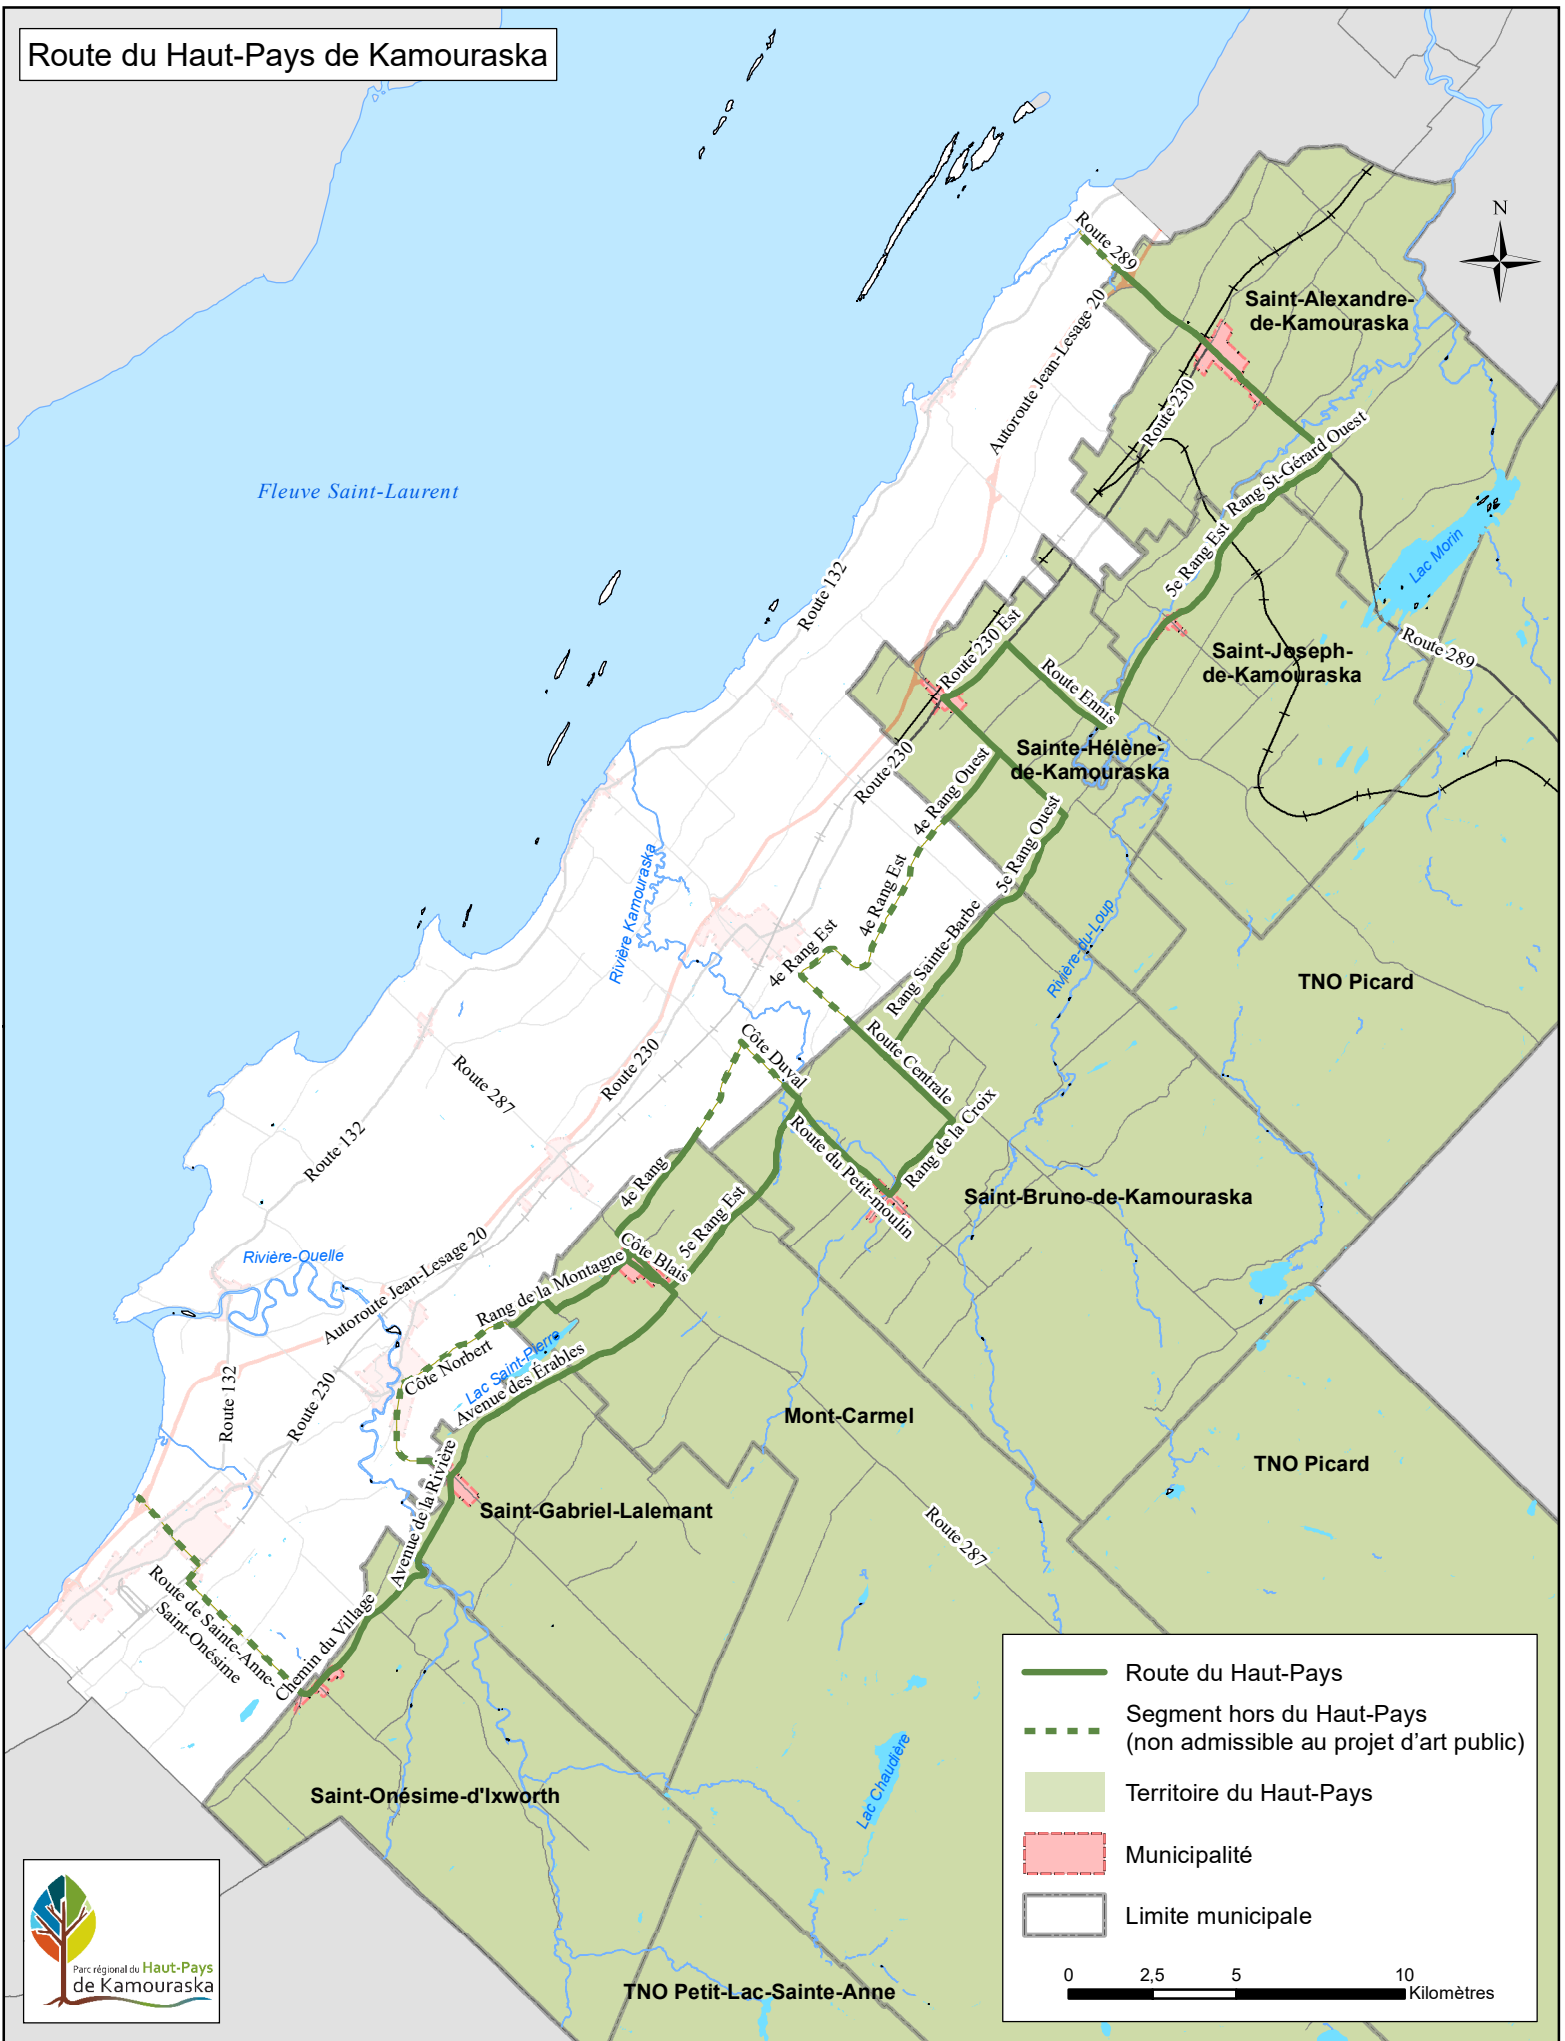 Route du Haut-Pays de Kamouraska
N
Route 289
Saint-Alexandre-
de-Kamouraska
Autoroute Jean-Lesage 20
Route 230
Rang St-Gérard Ouest
Fleuve Saint-Laurent
Lac Morin
5e Rang Est
Route 132
Route 289
Saint-Joseph-
de-Kamouraska
Route 230 Est
Route Ennis
Sainte-Hélène-
de-Kamouraska
Route 230
4e Rang Ouest
5e Rang Ouest
4e Rang Est
Rivière Kamouraska
4e Rang Est
Rang Sainte-Barbe
Rivière-du-Loup
TNO Picard
Route Centrale
Côte Duval
Route 230
Route 287
Rang de la Croix
Route 132
Route du Petit-moulin
4e Rang
5e Rang Est
Saint-Bruno-de-Kamouraska
Rivière-Ouelle
Côte Blais
Autoroute Jean-Lesage 20
Rang de la Montagne
Côte Norbert
Lac Saint-Pierre
Avenue des Érables
Route 132
Route 230
Mont-Carmel
TNO Picard
Avenue de la Rivière
Saint-Gabriel-Lalemant
Route 287
Route de Sainte-Anne-
Saint-Onésime
Chemin du Village
Saint-Onésime-d'Ixworth
Lac Chaudière
TNO Petit-Lac-Sainte-Anne
Route du Haut-Pays
Segment hors du Haut-Pays
(non admissible au projet d'art public)
Territoire du Haut-Pays
Municipalité
Limite municipale
0 2,5 5 10
Kilomètres
Parc régional du Haut-Pays
de Kamouraska